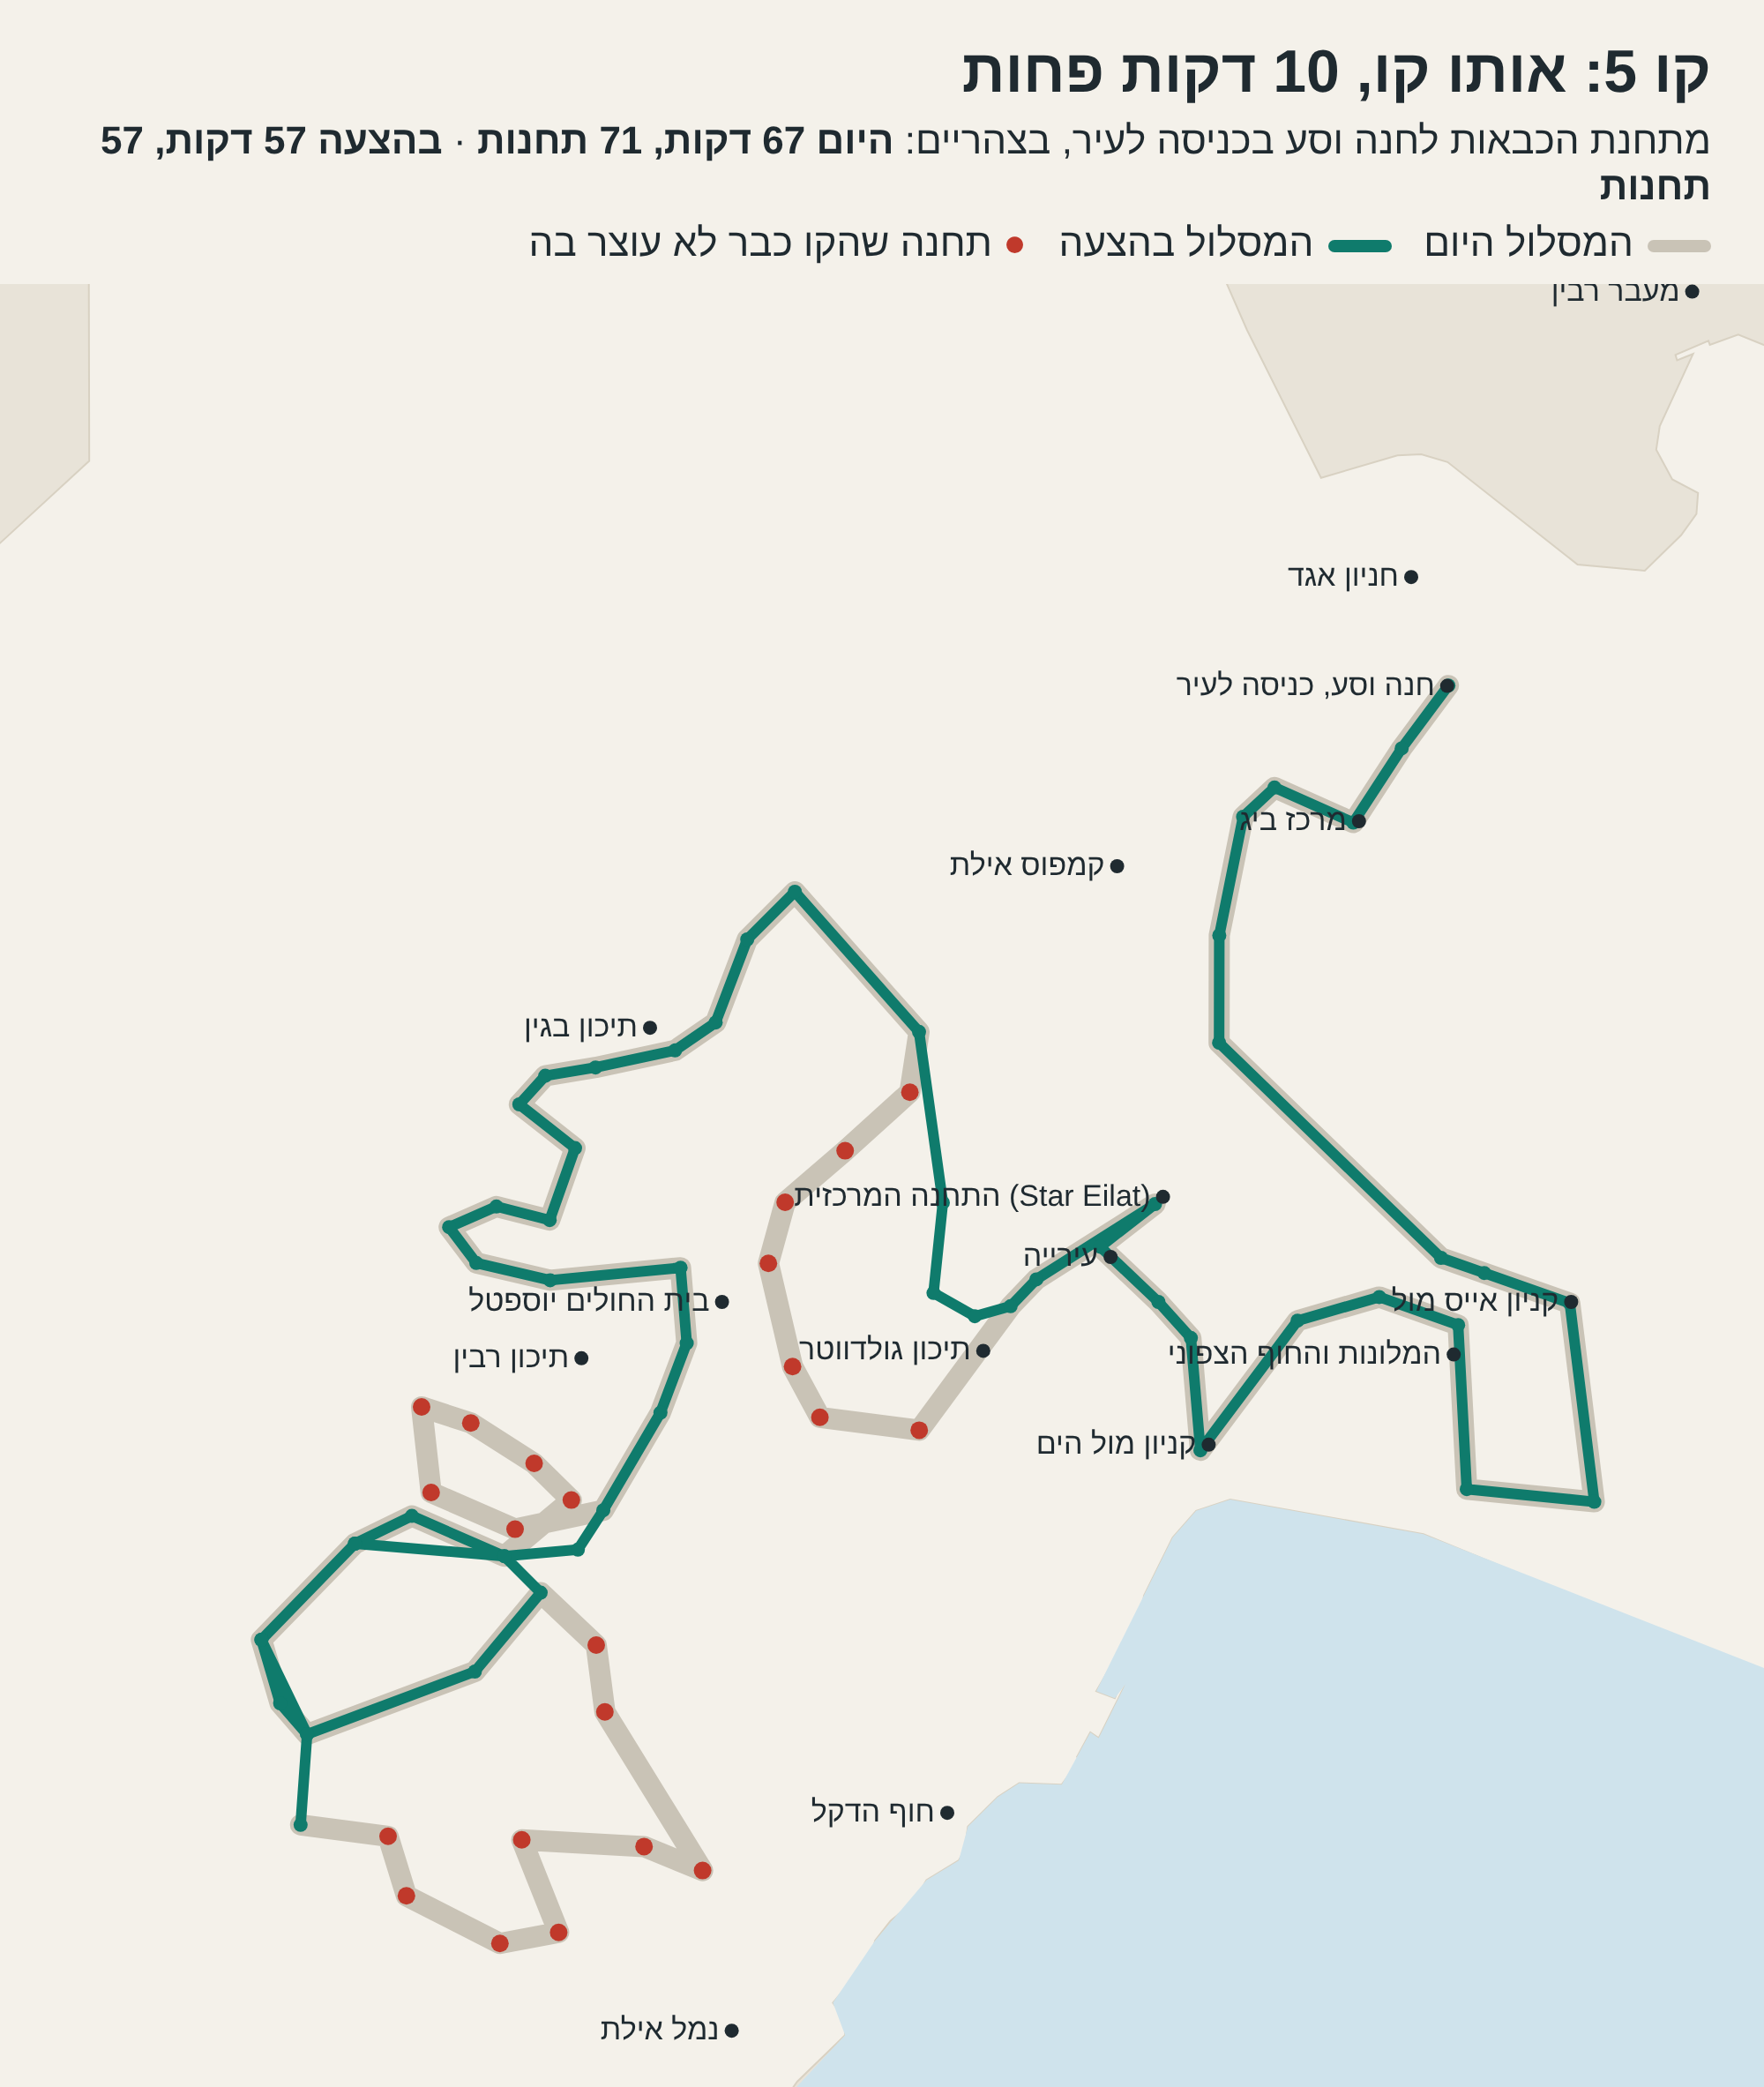 קו 5: אותו קו, 10 דקות פחות
מתחנת הכבאות לחנה וסע בכניסה לעיר, בצהריים: היום 67 דקות, 71 תחנות · בהצעה 57 דקות, 57
תחנות
המסלול היום
המסלול בהצעה
תחנה שהקו כבר לא עוצר בה
מעבר רבין
חניון אגד
חנה וסע, כניסה לעיר
מרכז ביג
קמפוס אילת
תיכון בגין
התחנה המרכזית (Star Eilat)
עירייה
בית החולים יוספטל
קניון אייס מול
תיכון גולדווטר
המלונות והחוף הצפוני
תיכון רבין
קניון מול הים
חוף הדקל
נמל אילת